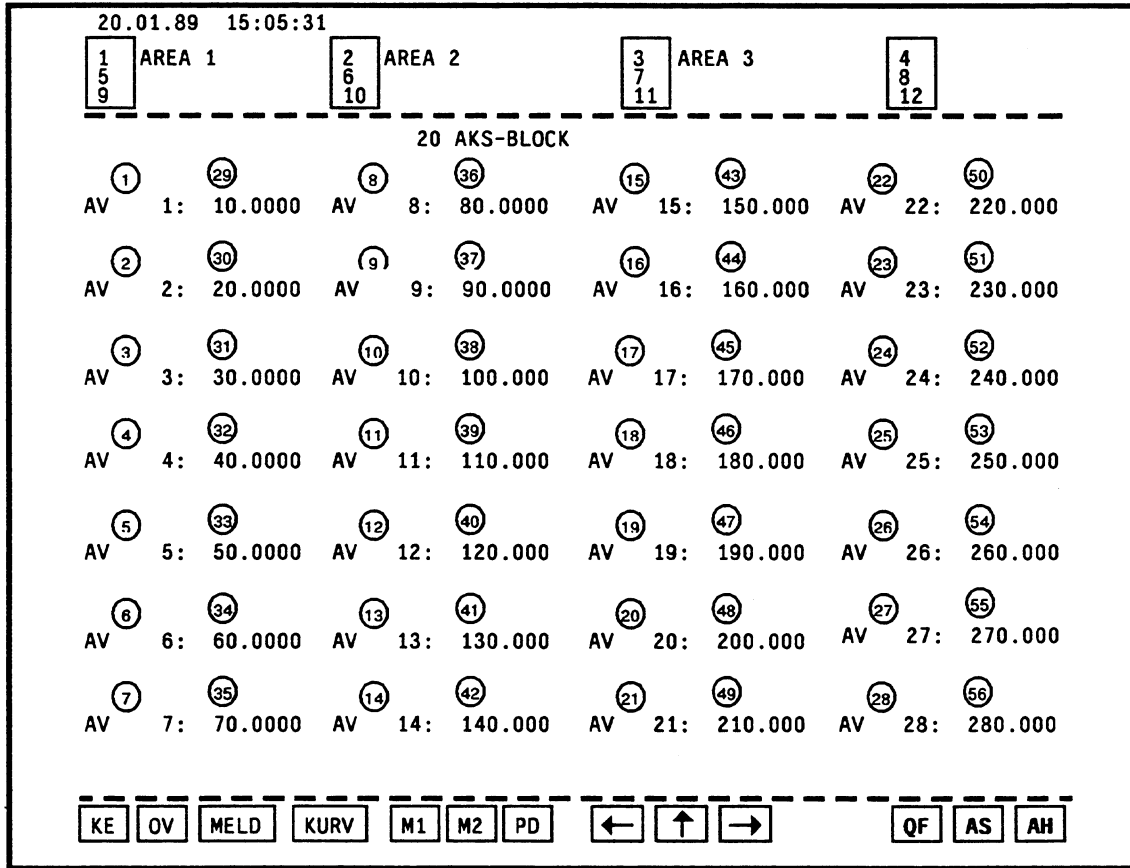 20.01.89 15:05:31
1 AREA 1 2 AREA 2 3 AREA 3 4
5 6 7 8
9 10 11 12
20 AKS-BLOCK
1 29 8 36 15 43 22 50
AV 1: 10.0000 AV 8: 80.0000 AV 15: 150.000 AV 22: 220.000
2 30 9 37 16 44 23 51
AV 2: 20.0000 AV 9: 90.0000 AV 16: 160.000 AV 23: 230.000
3 31 10 38 17 45 24 52
AV 3: 30.0000 AV 10: 100.000 AV 17: 170.000 AV 24: 240.000
4 32 11 39 18 46 25 53
AV 4: 40.0000 AV 11: 110.000 AV 18: 180.000 AV 25: 250.000
5 33 12 40 19 47 26 54
AV 5: 50.0000 AV 12: 120.000 AV 19: 190.000 AV 26: 260.000
6 34 13 41 20 48 27 55
AV 6: 60.0000 AV 13: 130.000 AV 20: 200.000 AV 27: 270.000
7 35 14 42 21 49 28 56
AV 7: 70.0000 AV 14: 140.000 AV 21: 210.000 AV 28: 280.000
KE OV MELD KURV M1 M2 PD ← ↑ → QF AS AH